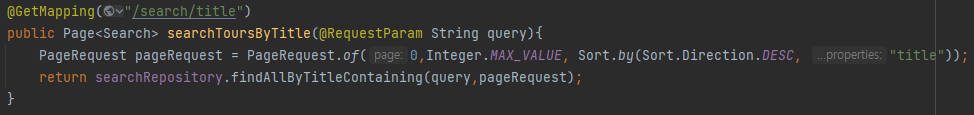 @GetMapping("/search/title")
public Page<Search> searchToursByTitle(@RequestParam String query){
PageRequest pageRequest = PageRequest.of( page: 0,Integer.MAX_VALUE, Sort.by(Sort.Direction.DESC, ...properties: "title"));
return searchRepository.findAllByTitleContaining(query,pageRequest);
}